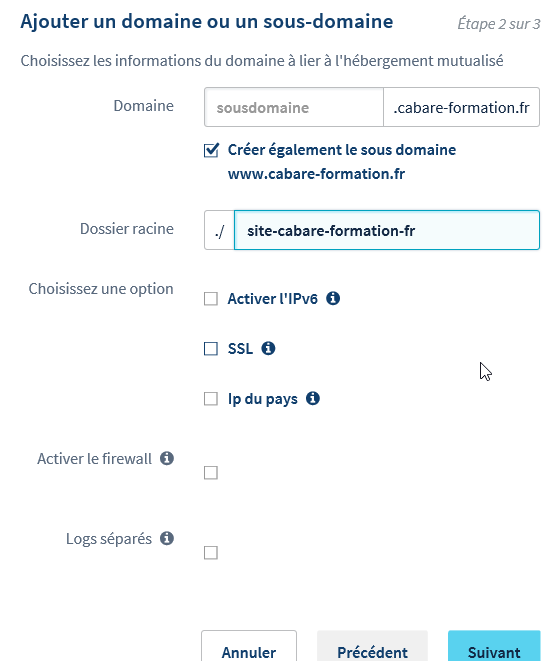 Ajouter un domaine ou un sous-domaine
Étape 2 sur 3
Choisissez les informations du domaine à lier à l'hébergement mutualisé
Domaine
sousdomaine
.cabare-formation.fr
Créer également le sous domaine
www.cabare-formation.fr
Dossier racine
./
site-cabare-formation-fr
Choisissez une option
Activer l'IPv6
SSL
Ip du pays
Activer le firewall
Logs séparés
Annuler
Précédent
Suivant